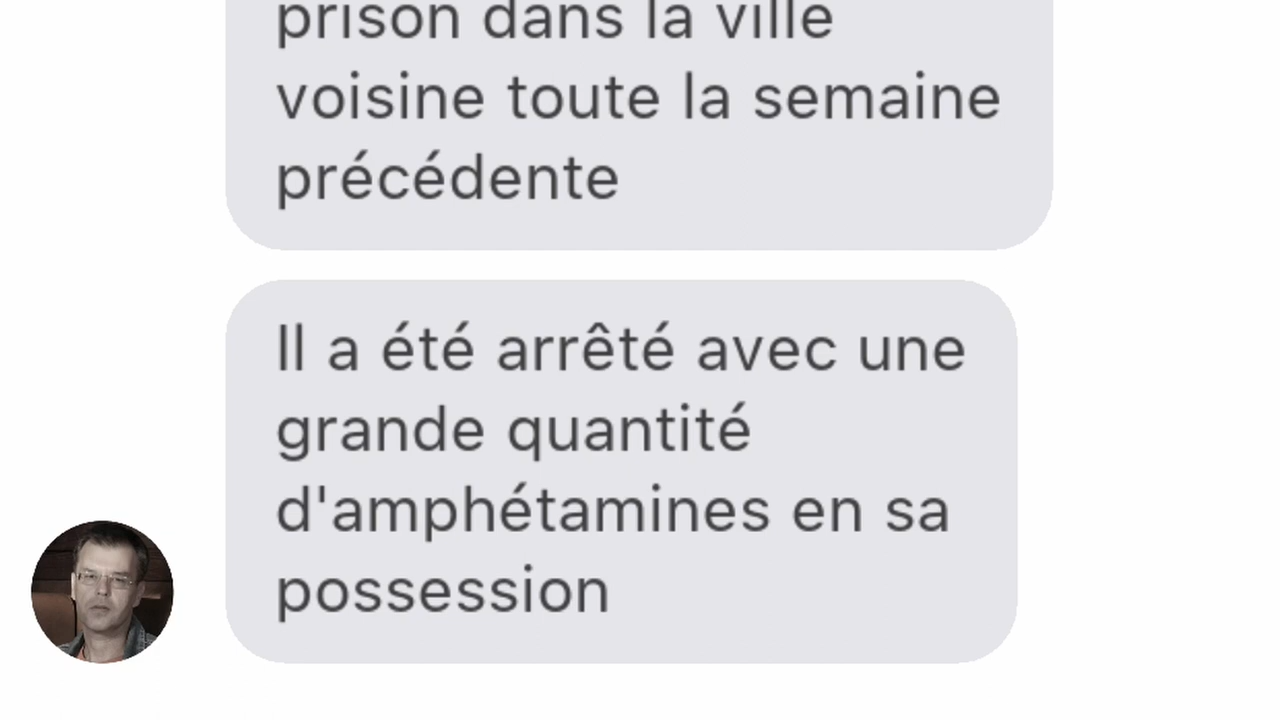 prison dans la ville
voisine toute la semaine
précédente
Il a été arrêté avec une
grande quantité
d'amphétamines en sa
possession